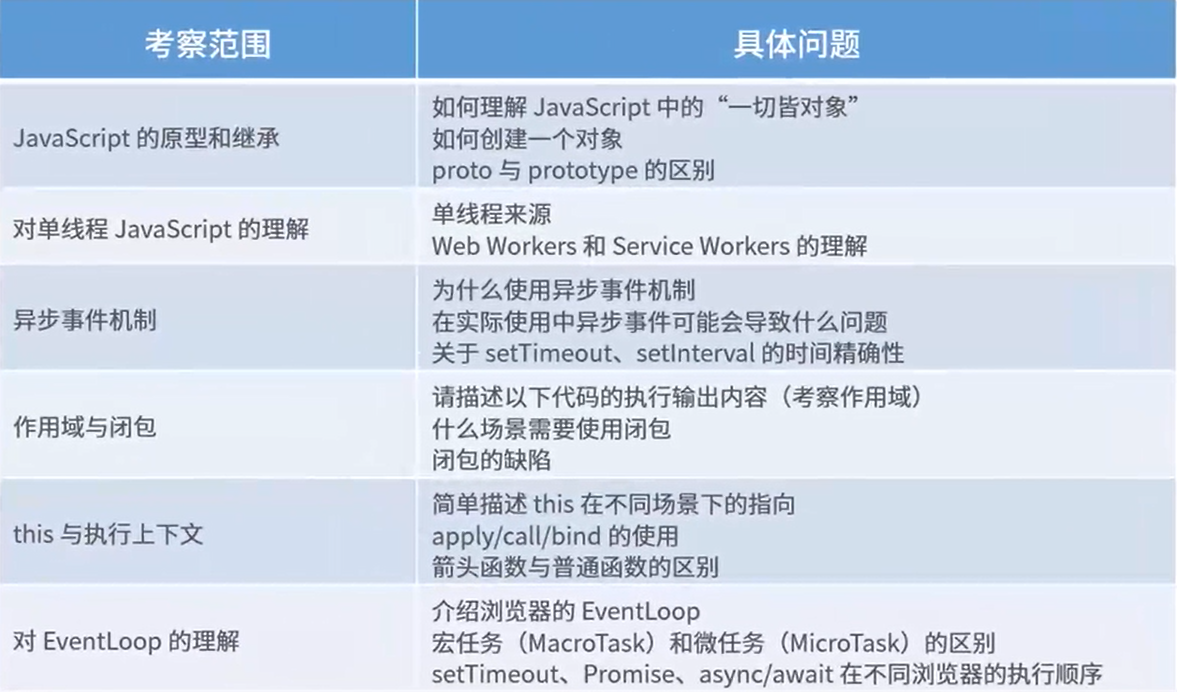 考察范围
具体问题
JavaScript 的原型和继承
如何理解 JavaScript 中的“一切皆对象”
如何创建一个对象
proto 与 prototype 的区别
对单线程 JavaScript 的理解
单线程来源
Web Workers 和 Service Workers 的理解
异步事件机制
为什么使用异步事件机制
在实际使用中异步事件可能会导致什么问题
关于 setTimeout、setInterval 的时间精确性
作用域与闭包
请描述以下代码的执行输出内容（考察作用域）
什么场景需要使用闭包
闭包的缺陷
this 与执行上下文
简单描述 this 在不同场景下的指向
apply/call/bind 的使用
箭头函数与普通函数的区别
对 EventLoop 的理解
介绍浏览器的 EventLoop
宏任务（MacroTask）和微任务（MicroTask）的区别
setTimeout、Promise、async/await 在不同浏览器的执行顺序